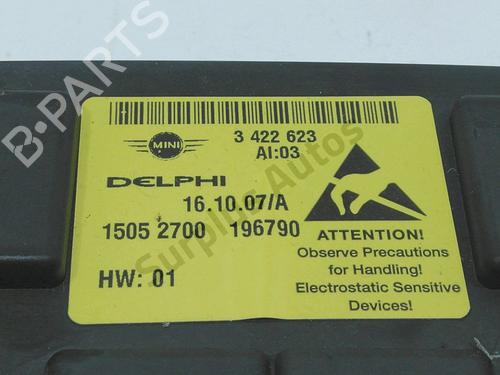 B-PARTS
MINI
3 422 623
AI:03
DELPHI
16.10.07/A
1505 2700 196790
HW: 01
ATTENTION!
Observe Precautions
for Handling!
Electrostatic Sensitive
Devices!
Surplus Autos